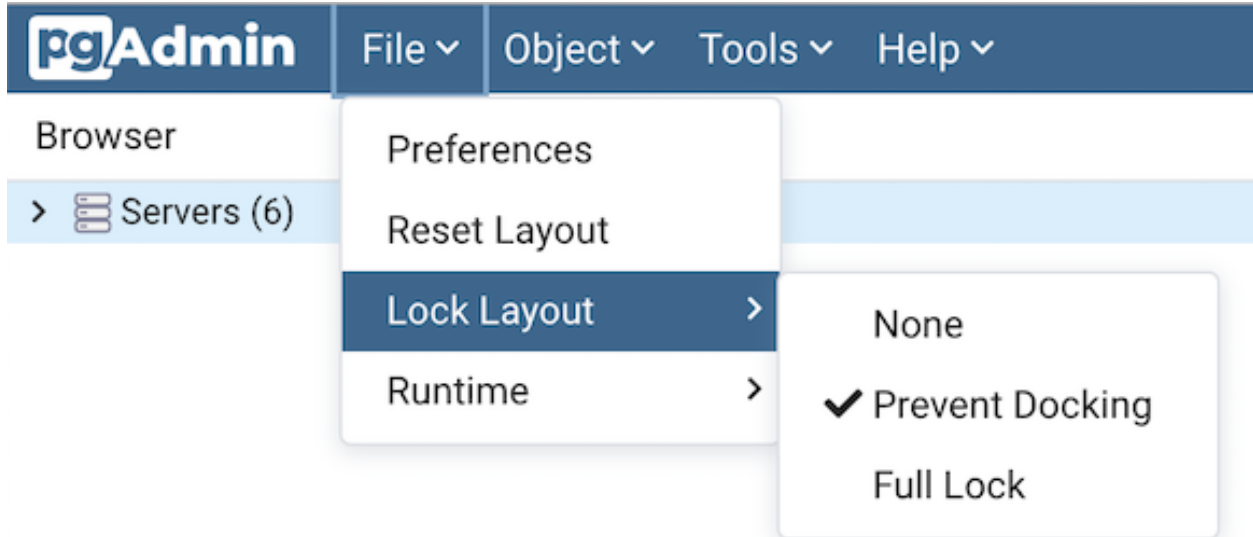 pgAdmin File Object Tools Help
Browser
Servers (6)
Preferences
Reset Layout
Lock Layout
Runtime
None
Prevent Docking
Full Lock